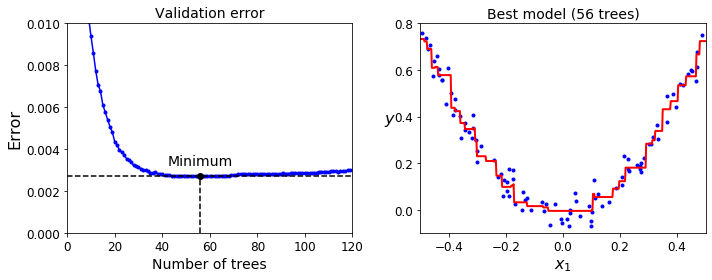 Validation error
0.010
0.008
0.006
0.004
0.002
0.000
Error
Minimum
0 20 40 60 80 100 120
Number of trees
Best model (56 trees)
0.8
0.6
0.4
0.2
0.0
y
−0.4 −0.2 0.0 0.2 0.4
x₁